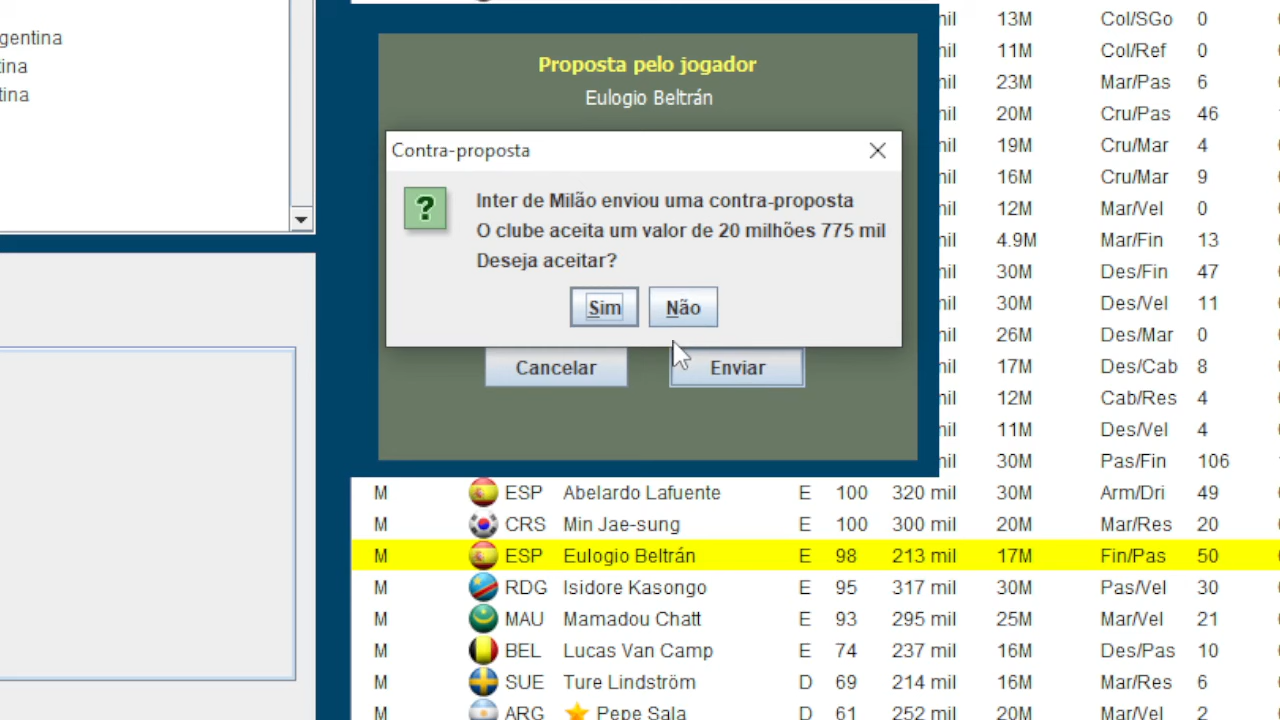 gentina
tina
tina
Proposta pelo jogador
Eulogio Beltrán
Contra-proposta
Inter de Milão enviou uma contra-proposta
O clube aceita um valor de 20 milhões 775 mil
Deseja aceitar?
Sim Não
Cancelar Enviar
mil 13M Col/SGo 0
mil 11M Col/Ref 0
mil 23M Mar/Pas 6
mil 20M Cru/Pas 46
mil 19M Cru/Mar 4
mil 16M Cru/Mar 9
mil 12M Mar/Vel 0
mil 4.9M Mar/Fin 13
mil 30M Des/Fin 47
mil 30M Des/Vel 11
mil 26M Des/Mar 0
mil 17M Des/Cab 8
mil 12M Cab/Res 4
mil 11M Des/Vel 4
mil 30M Pas/Fin 106
M ESP Abelardo Lafuente E 100 320 mil 30M Arm/Dri 49
M CRS Min Jae-sung E 100 300 mil 20M Mar/Res 20
M ESP Eulogio Beltrán E 98 213 mil 17M Fin/Pas 50
M RDG Isidore Kasongo E 95 317 mil 30M Pas/Vel 30
M MAU Mamadou Chatt E 93 295 mil 25M Mar/Vel 21
M BEL Lucas Van Camp E 74 237 mil 16M Des/Pas 10
M SUE Ture Lindström D 69 214 mil 16M Mar/Res 6
M ARG Pepe Sala D 61 252 mil 16M Mar/Vel 2